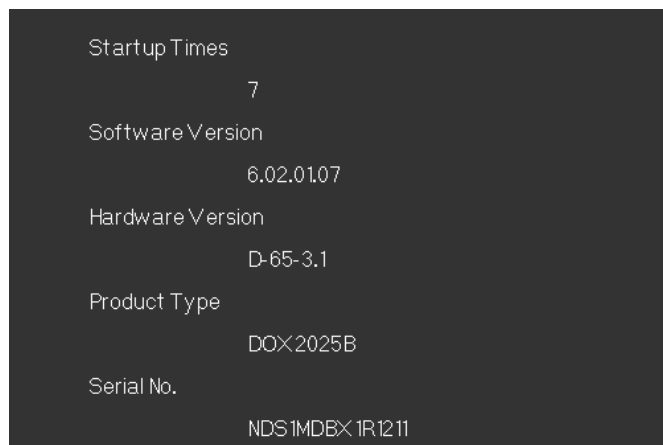 Startup Times
7
Software Version
6.02.01.07
Hardware Version
D-65-3.1
Product Type
DOX2025B
Serial No.
NDS1MDBX1R1211